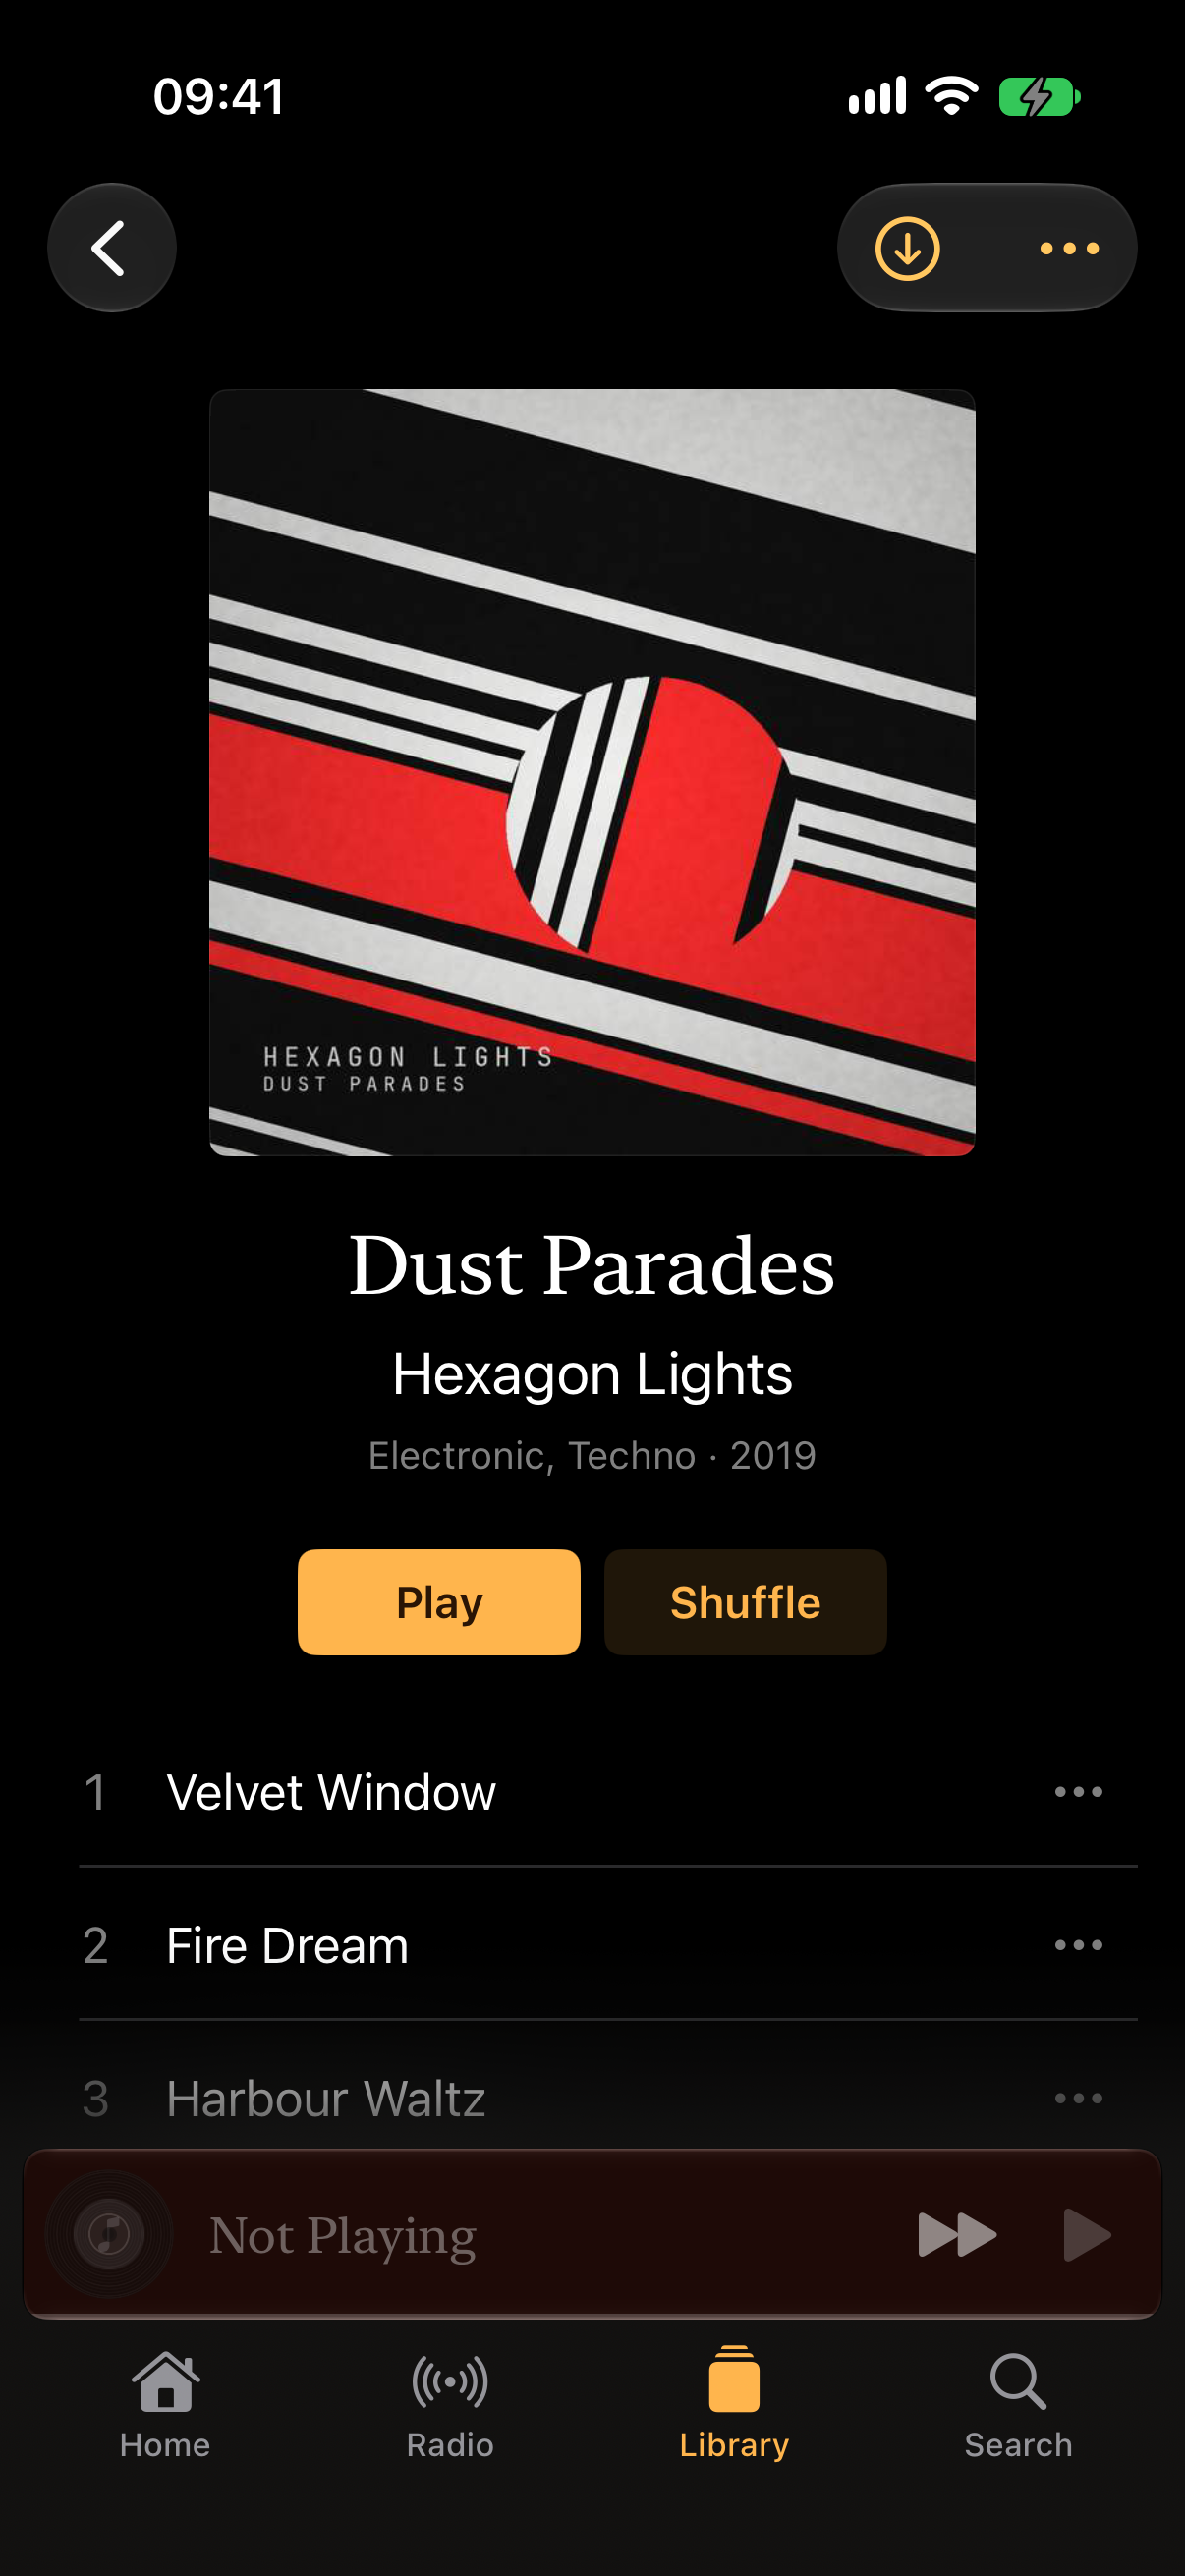 09:41
HEXAGON LIGHTS
DUST PARADES
Dust Parades
Hexagon Lights
Electronic, Techno · 2019
Play Shuffle
1 Velvet Window
2 Fire Dream
3 Harbour Waltz
Not Playing
Home Radio Library Search